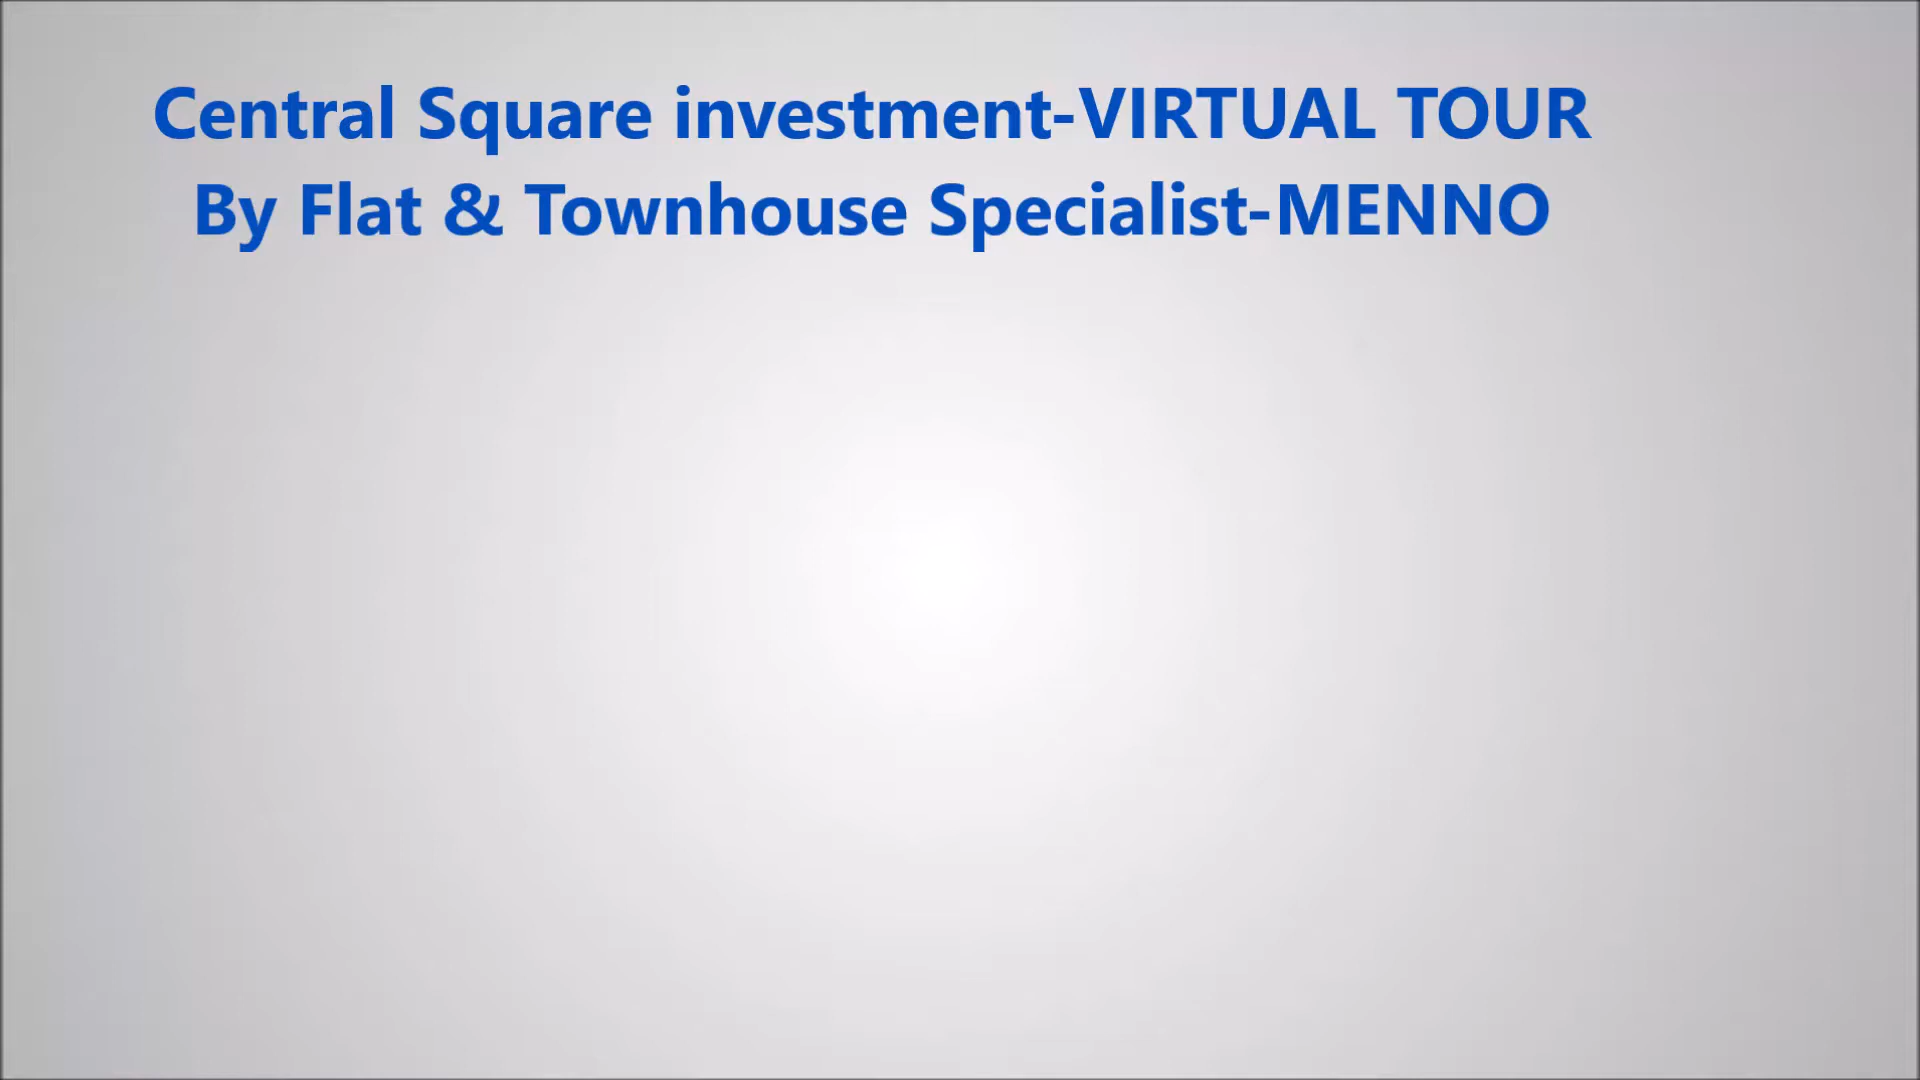 Central Square investment-VIRTUAL TOUR
By Flat & Townhouse Specialist-MENNO